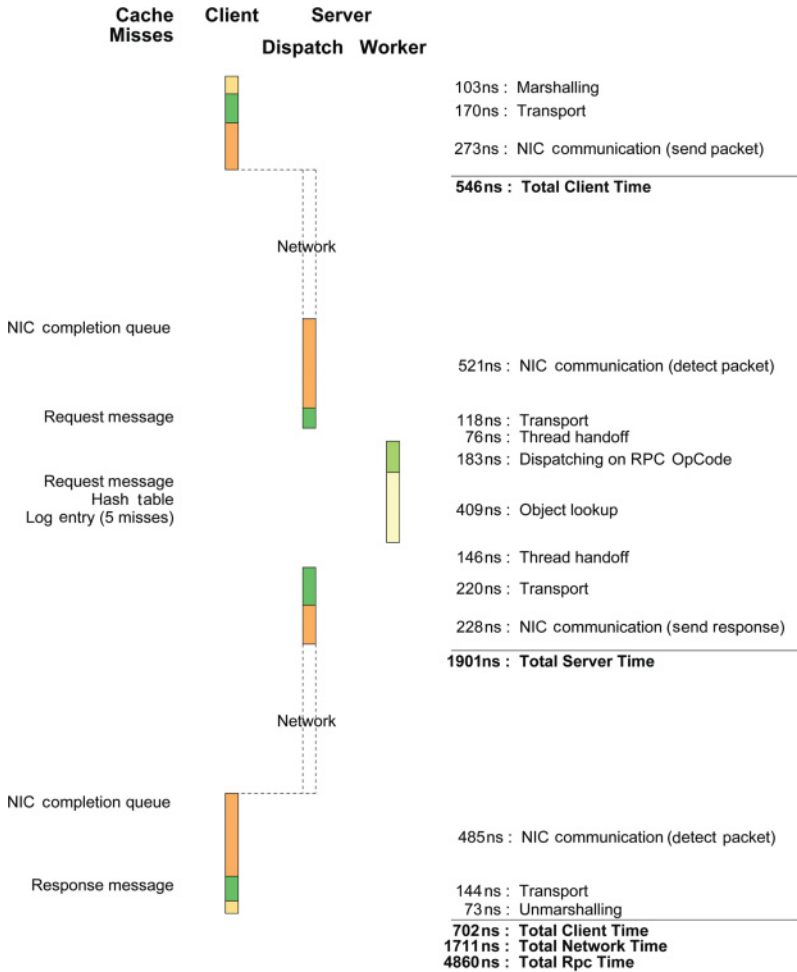 Cache Misses Client Server
Dispatch Worker
103ns : Marshalling
170ns : Transport
273ns : NIC communication (send packet)
546ns : Total Client Time
Network
NIC completion queue
521ns : NIC communication (detect packet)
Request message
118ns : Transport
76ns : Thread handoff
183ns : Dispatching on RPC OpCode
Request message
Hash table
Log entry (5 misses)
409ns : Object lookup
146ns : Thread handoff
220ns : Transport
228ns : NIC communication (send response)
1901ns : Total Server Time
Network
NIC completion queue
485ns : NIC communication (detect packet)
Response message
144ns : Transport
73ns : Unmarshalling
702ns : Total Client Time
1711ns : Total Network Time
4860ns : Total Rpc Time